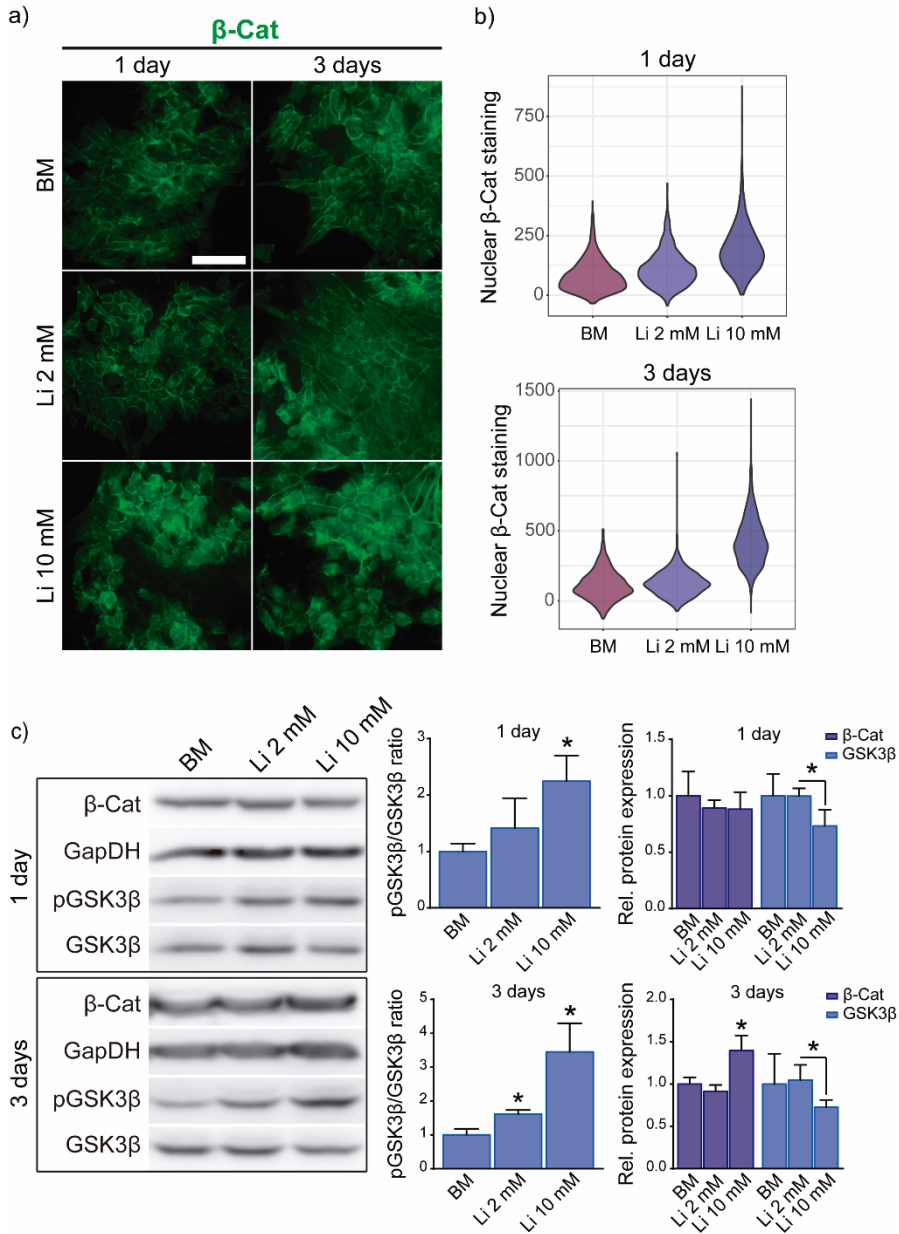 a)
β-Cat
1 day
3 days
BM
Li 2 mM
Li 10 mM
b)
1 day
Nuclear β-Cat staining
750
500
250
0
BM
Li 2 mM
Li 10 mM
3 days
Nuclear β-Cat staining
1500
1000
500
0
BM
Li 2 mM
Li 10 mM
c)
BM
Li 2 mM
Li 10 mM
1 day
β-Cat
GapDH
pGSK3β
GSK3β
3 days
β-Cat
GapDH
pGSK3β
GSK3β
1 day
pGSK3β/GSK3β ratio
3
2
1
0
*
BM
Li 2 mM
Li 10 mM
1 day
β-Cat
GSK3β
Rel. protein expression
1.5
1.0
0.5
0.0
*
BM
Li 2 mM
Li 10 mM
BM
Li 2 mM
Li 10 mM
3 days
pGSK3β/GSK3β ratio
5
4
3
2
1
0
*
*
BM
Li 2 mM
Li 10 mM
3 days
β-Cat
GSK3β
Rel. protein expression
2.0
1.5
1.0
0.5
0.0
*
*
BM
Li 2 mM
Li 10 mM
BM
Li 2 mM
Li 10 mM